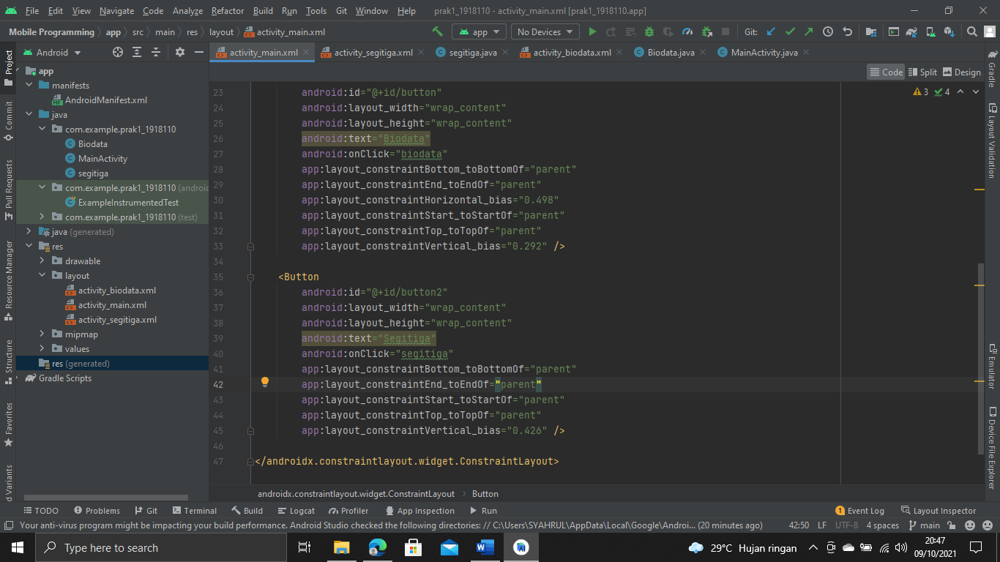 File Edit View Navigate Code Analyze Refactor Build Run Tools Git Window Help prak1_1918110 - activity_main.xml [prak1_1918110.app]
Mobile Programming app src main res layout activity_main.xml app No Devices Git:
Android activity_main.xml activity_segitiga.xml segitiga.java activity_biodata.xml Biodata.java MainActivity.java
Code Split Design
Project
Commit
Pull Requests
Resource Manager
Structure
Favorites
d Variants
app
manifests
AndroidManifest.xml
java
com.example.prak1_1918110
Biodata
MainActivity
segitiga
com.example.prak1_1918110 (android
ExampleInstrumentedTest
com.example.prak1_1918110 (test)
java (generated)
res
drawable
layout
activity_biodata.xml
activity_main.xml
activity_segitiga.xml
mipmap
values
res (generated)
Gradle Scripts
3 4
23 android:id="@+id/button"
24 android:layout_width="wrap_content"
25 android:layout_height="wrap_content"
26 android:text="Biodata"
27 android:onClick="biodata"
28 app:layout_constraintBottom_toBottomOf="parent"
29 app:layout_constraintEnd_toEndOf="parent"
30 app:layout_constraintHorizontal_bias="0.498"
31 app:layout_constraintStart_toStartOf="parent"
32 app:layout_constraintTop_toTopOf="parent"
33 app:layout_constraintVertical_bias="0.292" />
34
35 <Button
36 android:id="@+id/button2"
37 android:layout_width="wrap_content"
38 android:layout_height="wrap_content"
39 android:text="Segitiga"
40 android:onClick="segitiga"
41 app:layout_constraintBottom_toBottomOf="parent"
42 app:layout_constraintEnd_toEndOf="parent"
43 app:layout_constraintStart_toStartOf="parent"
44 app:layout_constraintTop_toTopOf="parent"
45 app:layout_constraintVertical_bias="0.426" />
46
47 </androidx.constraintlayout.widget.ConstraintLayout>
Gradle
Layout Validation
Emulator
Device File Explorer
androidx.constraintlayout.widget.ConstraintLayout Button
TODO Problems Git Terminal Build Logcat Profiler App Inspection Run 1 Event Log Layout Inspector
Your anti-virus program might be impacting your build performance. Android Studio checked the following directories: // C:\Users\SYAHRUL\AppData\Local\Google\Androi... (20 minutes ago) 42:50 LF UTF-8 4 spaces main
Type here to search 29°C Hujan ringan 20:47
09/10/2021